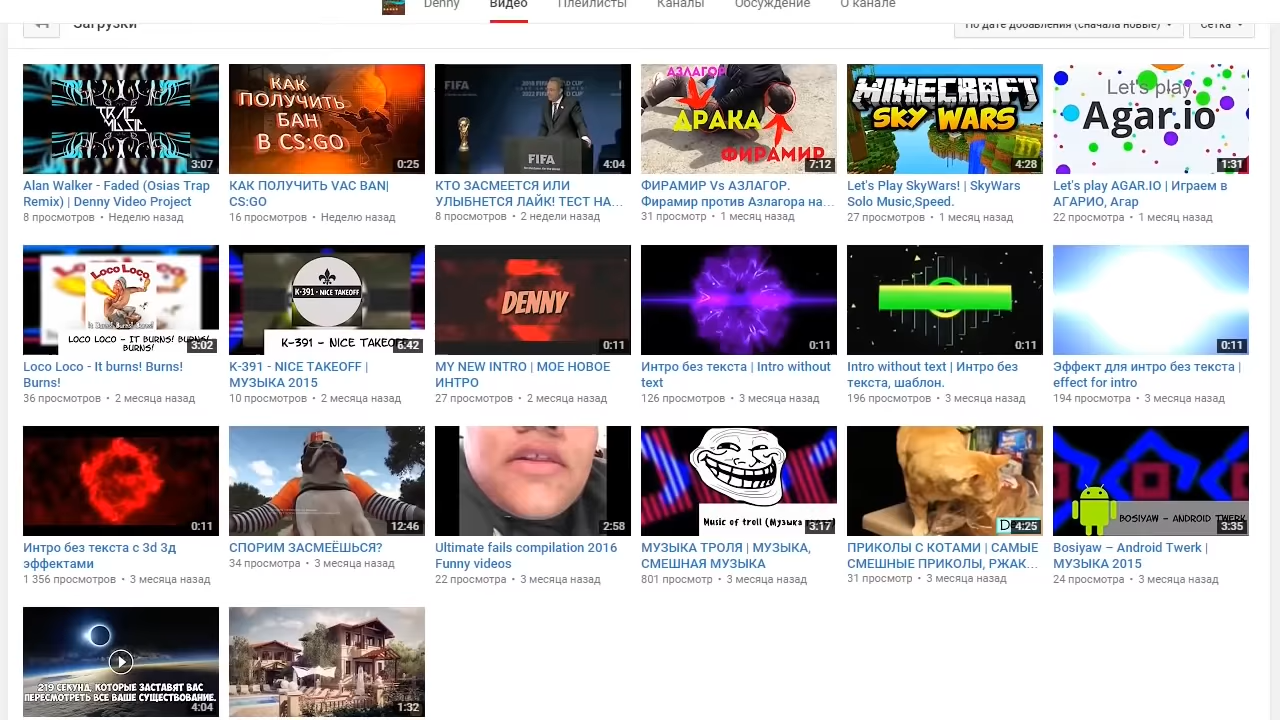 Denny Видео Плейлисты Каналы Обсуждение О канале
Загрузки По дате добавления (сначала новые) Сетка
TRAP MUSIC
3:07
КАК ПОЛУЧИТЬ БАН В CS:GO
0:25
FIFA
FIFA
4:04
АЗЛАГОР
ДРАКА
ФИРАМИР
7:12
MINECRAFT
SKY WARS
4:28
Let's play
Agar.io
1:31
Alan Walker - Faded (Osias Trap Remix) | Denny Video Project
8 просмотров • Неделю назад
КАК ПОЛУЧИТЬ VAC BAN| CS:GO
16 просмотров • Неделю назад
КТО ЗАСМЕЕТСЯ ИЛИ УЛЫБНЕТСЯ ЛАЙК! ТЕСТ НА...
8 просмотров • 2 недели назад
ФИРАМИР Vs АЗЛАГОР. Фирамир против Азлагора на...
31 просмотр • 1 месяц назад
Let's Play SkyWars! | SkyWars Solo Music,Speed.
27 просмотров • 1 месяц назад
Let's play AGAR.IO | Играем в АГАРИО, Агар
22 просмотра • 1 месяц назад
LOCO LOCO
It Burns! Burns! Burns!
LOCO LOCO - IT BURNS! BURNS! BURNS!
3:02
K-391 - NICE TAKEOFF
K-391 - NICE TAKEOFF
DENNY
0:11
0:11
0:11
0:11
Loco Loco - It burns! Burns! Burns!
36 просмотров • 2 месяца назад
K-391 - NICE TAKEOFF | МУЗЫКА 2015
10 просмотров • 2 месяца назад
MY NEW INTRO | МОЕ НОВОЕ ИНТРО
27 просмотров • 2 месяца назад
Интро без текста | Intro without text
126 просмотров • 3 месяца назад
Intro without text | Интро без текста, шаблон.
196 просмотров • 3 месяца назад
Эффект для интро без текста | effect for intro
194 просмотра • 3 месяца назад
0:11
12:46
2:58
Music of troll (Музыка
3:17
4:25
BOSIYAW - ANDROID TWERK
3:35
Интро без текста с 3d 3д эффектами
1 356 просмотров • 3 месяца назад
СПОРИМ ЗАСМЕЁШЬСЯ?
34 просмотра • 3 месяца назад
Ultimate fails compilation 2016 Funny videos
22 просмотра • 3 месяца назад
МУЗЫКА ТРОЛЯ | МУЗЫКА, СМЕШНАЯ МУЗЫКА
801 просмотр • 3 месяца назад
ПРИКОЛЫ С КОТАМИ | САМЫЕ СМЕШНЫЕ ПРИКОЛЫ, РЖАК...
31 просмотр • 3 месяца назад
Bosiyaw – Android Twerk | МУЗЫКА 2015
24 просмотра • 3 месяца назад
219 СЕКУНД, КОТОРЫЕ ЗАСТАВЯТ ВАС
ПЕРЕСМОТРЕТЬ ВСЕ ВАШЕ СУЩЕСТВОВАНИЕ.
4:04
1:32